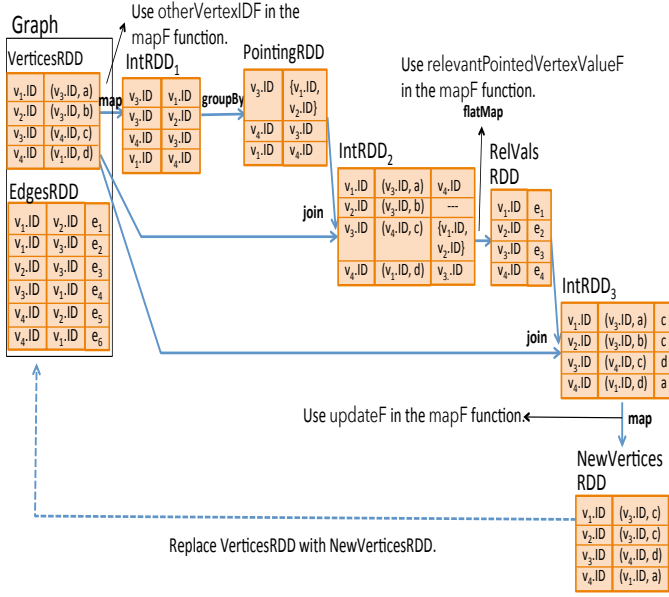 Graph
Use otherVertexIDF in the
mapF function.
VerticesRDD
v1.ID (v3.ID, a)
v2.ID (v3.ID, b)
v3.ID (v4.ID, c)
v4.ID (v1.ID, d)
map
IntRDD1
v3.ID v1.ID
v3.ID v2.ID
v4.ID v3.ID
v1.ID v4.ID
groupBy
PointingRDD
v3.ID {v1.ID,
v2.ID}
v4.ID v3.ID
v1.ID v4.ID
Use relevantPointedVertexValueF
in the mapF function.
flatMap
EdgesRDD
v1.ID v2.ID e1
v1.ID v3.ID e2
v2.ID v3.ID e3
v3.ID v1.ID e4
v4.ID v2.ID e5
v4.ID v1.ID e6
join
IntRDD2
v1.ID (v3.ID, a) v4.ID
v2.ID (v3.ID, b) ---
v3.ID (v4.ID, c) {v1.ID,
v2.ID}
v4.ID (v1.ID, d) v3.ID
RelVals
RDD
v1.ID e1
v2.ID e2
v3.ID e3
v4.ID e4
join
IntRDD3
v1.ID (v3.ID, a) c
v2.ID (v3.ID, b) c
v3.ID (v4.ID, c) d
v4.ID (v1.ID, d) a
Use updateF in the mapF function.
map
NewVertices
RDD
v1.ID (v3.ID, c)
v2.ID (v3.ID, c)
v3.ID (v4.ID, d)
v4.ID (v1.ID, a)
Replace VerticesRDD with NewVerticesRDD.